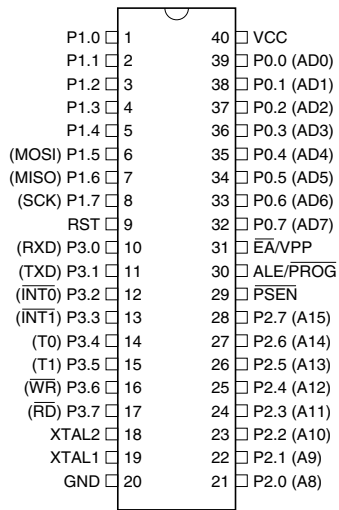 P1.0 1 40 VCC
P1.1 2 39 P0.0 (AD0)
P1.2 3 38 P0.1 (AD1)
P1.3 4 37 P0.2 (AD2)
P1.4 5 36 P0.3 (AD3)
(MOSI) P1.5 6 35 P0.4 (AD4)
(MISO) P1.6 7 34 P0.5 (AD5)
(SCK) P1.7 8 33 P0.6 (AD6)
RST 9 32 P0.7 (AD7)
(RXD) P3.0 10 31 E̅A̅/VPP
(TXD) P3.1 11 30 ALE/P̅R̅O̅G̅
(I̅N̅T̅0̅) P3.2 12 29 P̅S̅E̅N̅
(I̅N̅T̅1̅) P3.3 13 28 P2.7 (A15)
(T0) P3.4 14 27 P2.6 (A14)
(T1) P3.5 15 26 P2.5 (A13)
(W̅R̅) P3.6 16 25 P2.4 (A12)
(R̅D̅) P3.7 17 24 P2.3 (A11)
XTAL2 18 23 P2.2 (A10)
XTAL1 19 22 P2.1 (A9)
GND 20 21 P2.0 (A8)